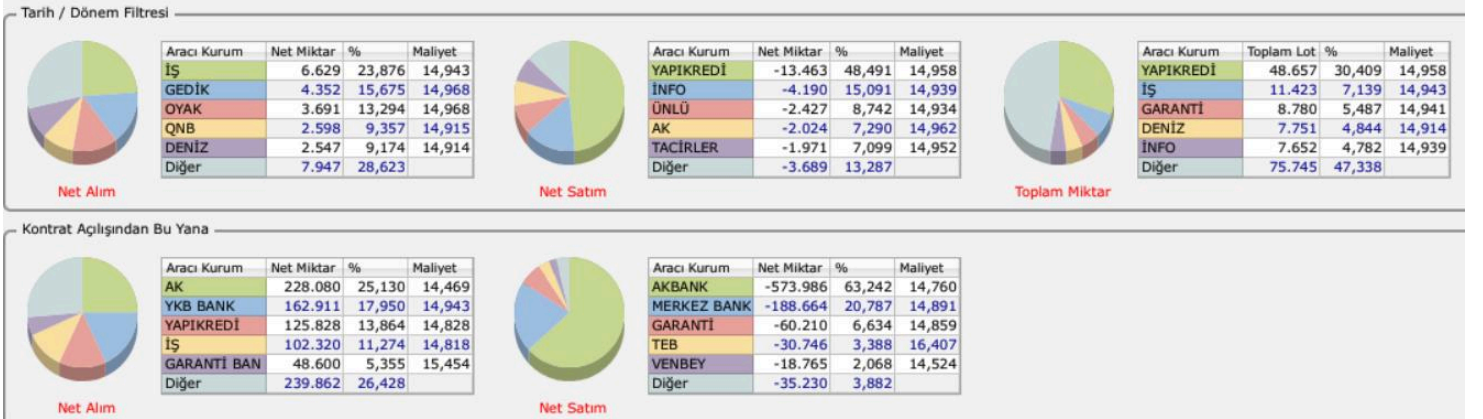 Tarih / Dönem Filtresi
Aracı Kurum Net Miktar % Maliyet
İŞ 6.629 23,876 14,943
GEDİK 4.352 15,675 14,968
OYAK 3.691 13,294 14,968
QNB 2.598 9,357 14,915
DENİZ 2.547 9,174 14,914
Diğer 7.947 28,623
Net Alım
Aracı Kurum Net Miktar % Maliyet
YAPIKREDİ -13.463 48,491 14,958
İNFO -4.190 15,091 14,939
ÜNLÜ -2.427 8,742 14,934
AK -2.024 7,290 14,962
TACİRLER -1.971 7,099 14,952
Diğer -3.689 13,287
Net Satım
Aracı Kurum Toplam Lot % Maliyet
YAPIKREDİ 48.657 30,409 14,958
İŞ 11.423 7,139 14,943
GARANTİ 8.780 5,487 14,941
DENİZ 7.751 4,844 14,914
İNFO 7.652 4,782 14,939
Diğer 75.745 47,338
Toplam Miktar
Kontrat Açılışından Bu Yana
Aracı Kurum Net Miktar % Maliyet
AK 228.080 25,130 14,469
YKB BANK 162.911 17,950 14,943
YAPIKREDİ 125.828 13,864 14,828
İŞ 102.320 11,274 14,818
GARANTİ BAN 48.600 5,355 15,454
Diğer 239.862 26,428
Net Alım
Aracı Kurum Net Miktar % Maliyet
AKBANK -573.986 63,242 14,760
MERKEZ BANK -188.664 20,787 14,891
GARANTİ -60.210 6,634 14,859
TEB -30.746 3,388 16,407
VENBEY -18.765 2,068 14,524
Diğer -35.230 3,882
Net Satım